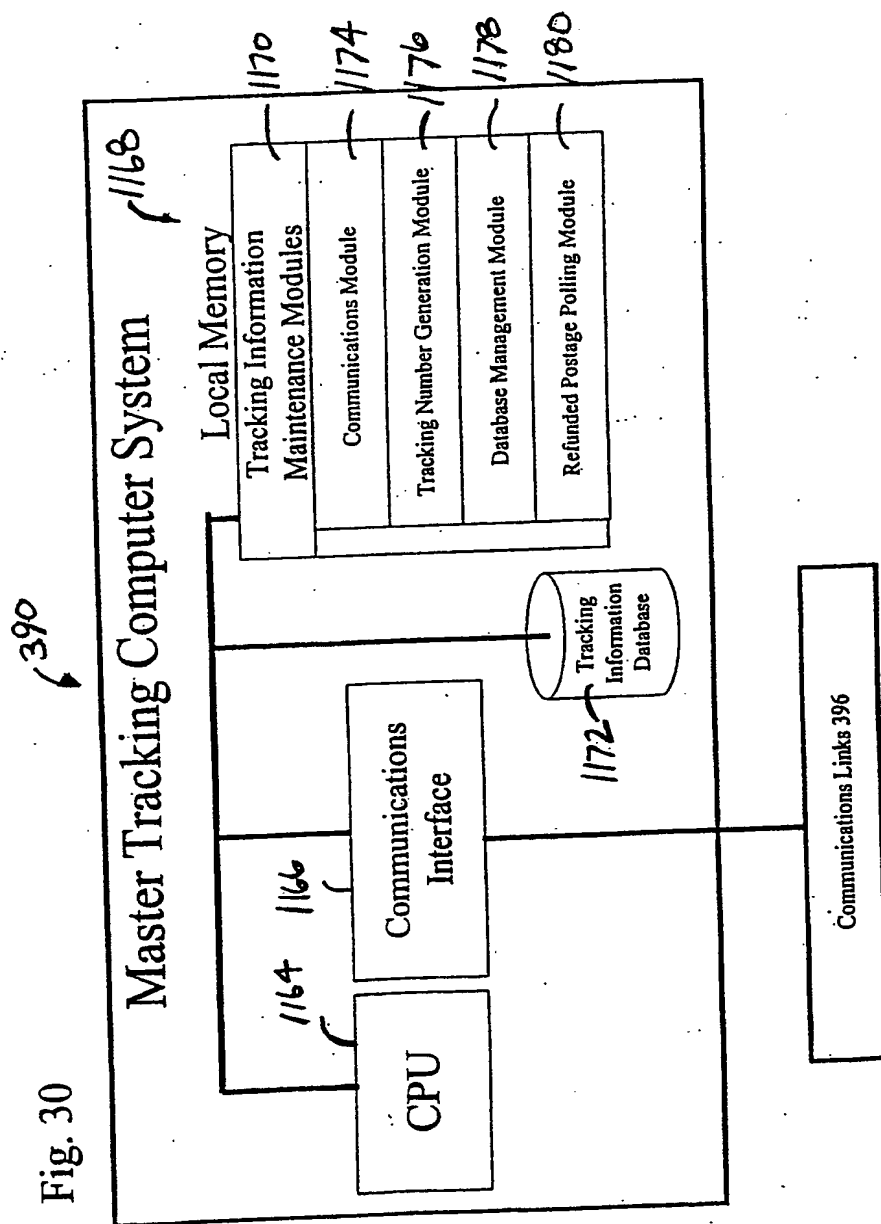 Fig. 30
390
Master Tracking Computer System
1168
Local Memory
Tracking Information
Maintenance Modules
1170
Communications Module
1174
Tracking Number Generation Module
1176
Database Management Module
1178
Refunded Postage Polling Module
1180
1164
CPU
1166
Communications
Interface
1172
Tracking
Information
Database
Communications Links 396